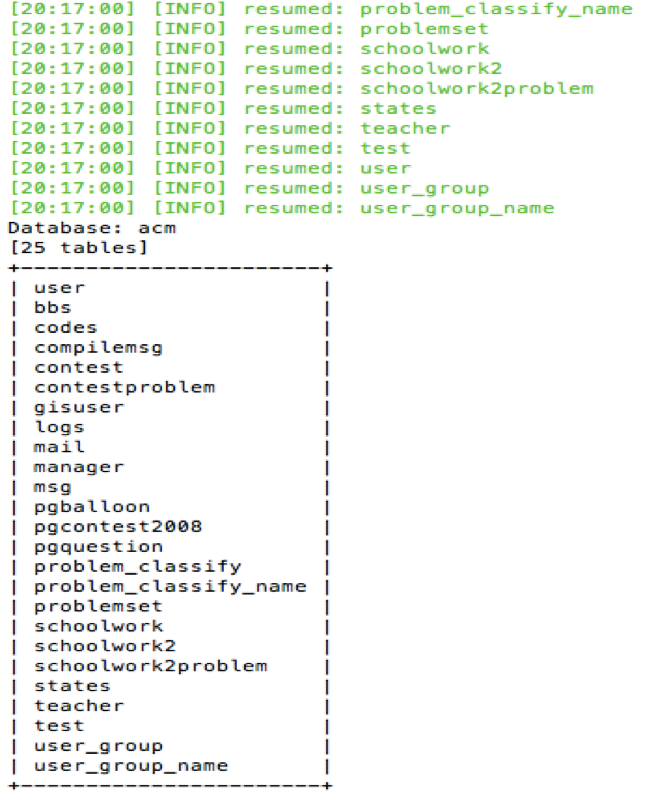 [20:17:00] [INFO] resumed: problem_classify_name
[20:17:00] [INFO] resumed: problemset
[20:17:00] [INFO] resumed: schoolwork
[20:17:00] [INFO] resumed: schoolwork2
[20:17:00] [INFO] resumed: schoolwork2problem
[20:17:00] [INFO] resumed: states
[20:17:00] [INFO] resumed: teacher
[20:17:00] [INFO] resumed: test
[20:17:00] [INFO] resumed: user
[20:17:00] [INFO] resumed: user_group
[20:17:00] [INFO] resumed: user_group_name
Database: acm
[25 tables]
+-----------------------+
| user                  |
| bbs                   |
| codes                 |
| compilemsg            |
| contest               |
| contestproblem        |
| gisuser               |
| logs                  |
| mail                  |
| manager               |
| msg                   |
| pgballoon             |
| pgcontest2008         |
| pgquestion            |
| problem_classify      |
| problem_classify_name |
| problemset            |
| schoolwork            |
| schoolwork2           |
| schoolwork2problem    |
| states                |
| teacher               |
| test                  |
| user_group            |
| user_group_name       |
+-----------------------+